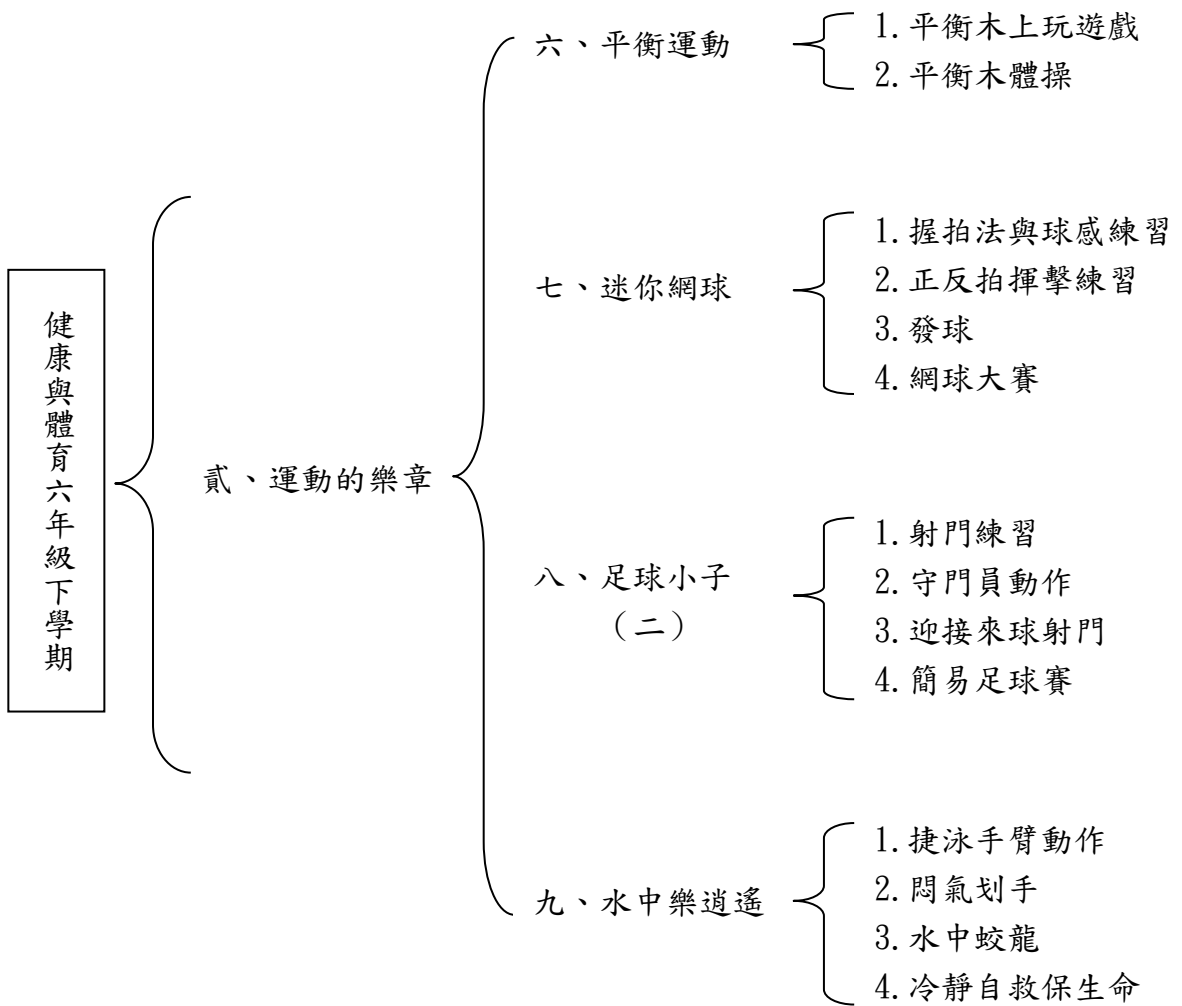 健康與體育六年級下學期
貳、運動的樂章
六、平衡運動
1.平衡木上玩遊戲
2.平衡木體操
七、迷你網球
1.握拍法與球感練習
2.正反拍揮擊練習
3.發球
4.網球大賽
八、足球小子
（二）
1.射門練習
2.守門員動作
3.迎接來球射門
4.簡易足球賽
九、水中樂逍遙
1.捷泳手臂動作
2.悶氣划手
3.水中蛟龍
4.冷靜自救保生命